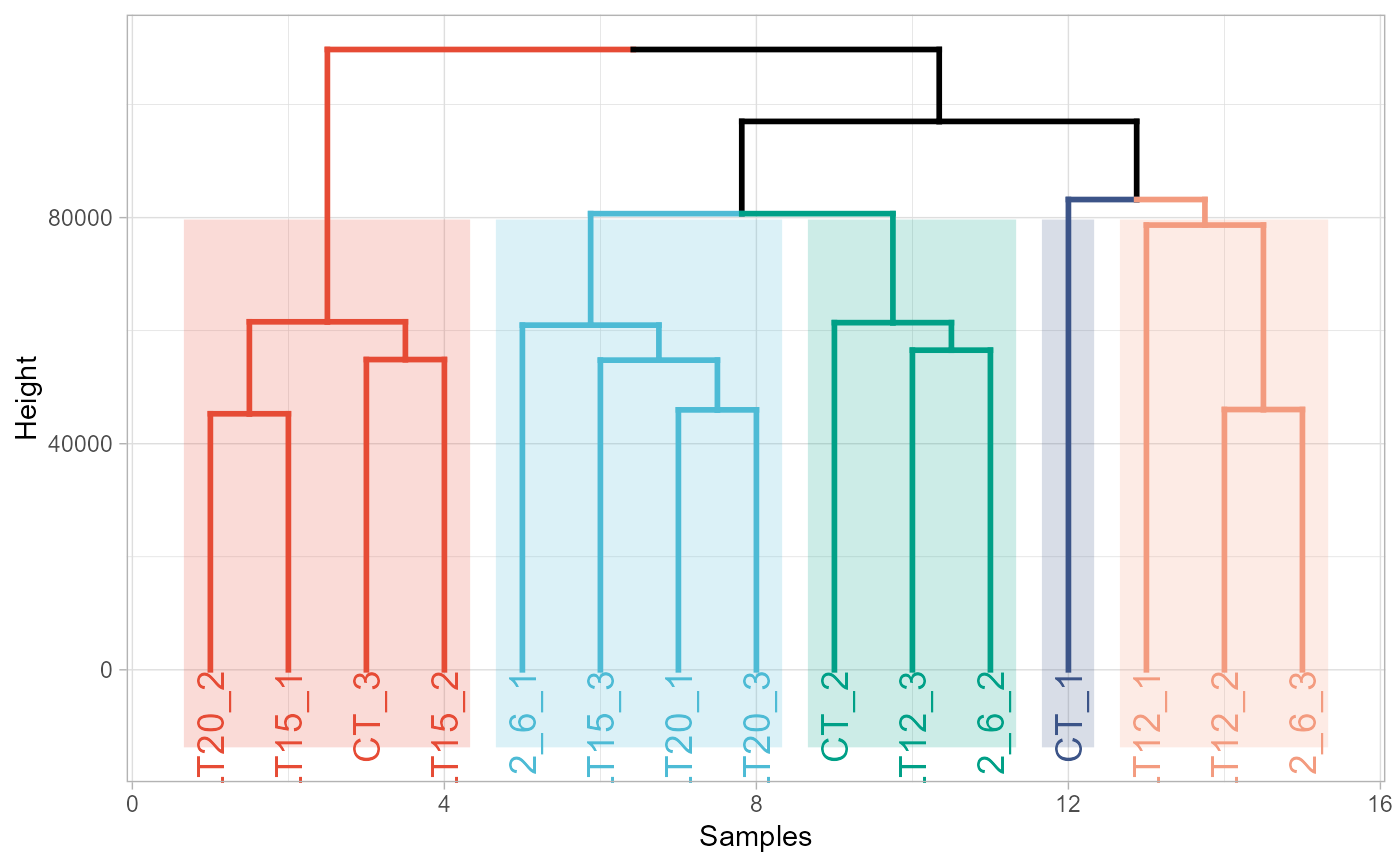 80000
40000
0
Height
T20_2
T15_1
CT_3
T15_2
2_6_1
T15_3
T20_1
T20_3
CT_2
T12_3
2_6_2
CT_1
T12_1
T12_2
2_6_3
0
4
8
12
16
Samples